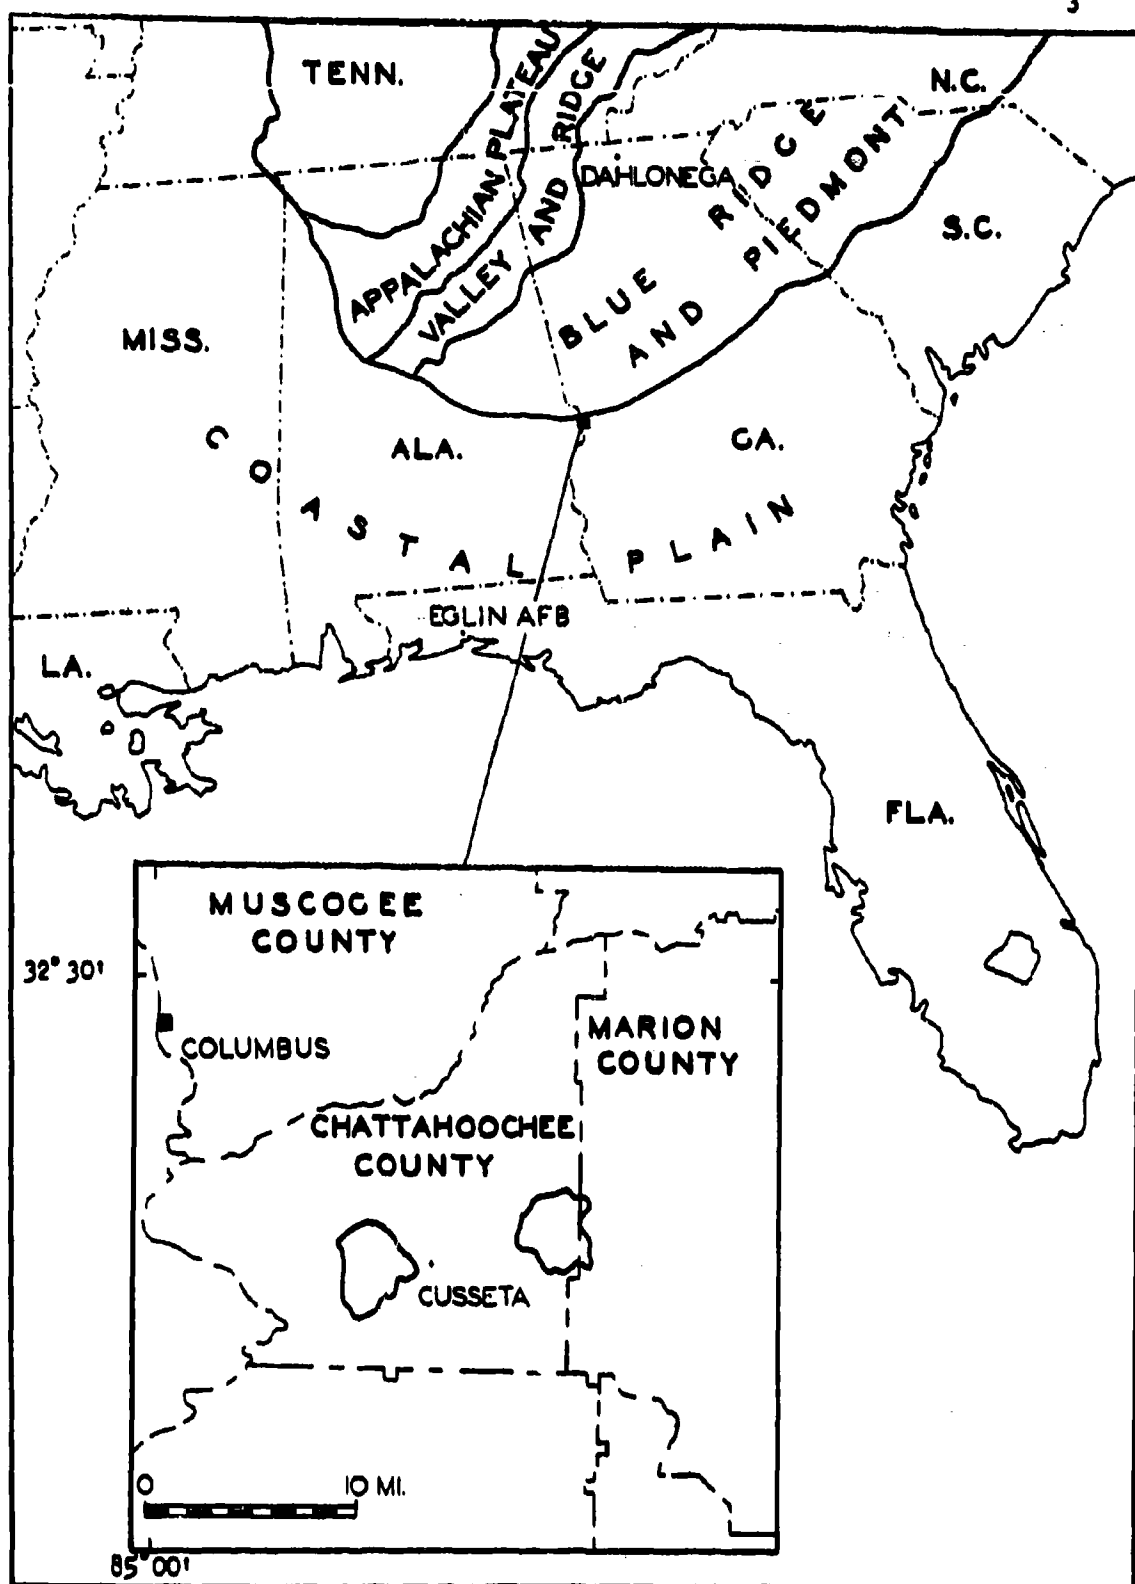 3
TENN.
APPALACHIAN PLATEAU
VALLEY AND RIDGE
N.C.
DAHLONEGA
BLUE RIDGE
AND PIEDMONT
S.C.
MISS.
ALA.
GA.
COASTAL PLAIN
EGLIN AFB
LA.
FLA.
MUSCOGEE
COUNTY
32° 30'
COLUMBUS
MARION
COUNTY
CHATTAHOOCHEE
COUNTY
CUSSETA
0 10 MI.
85°00'